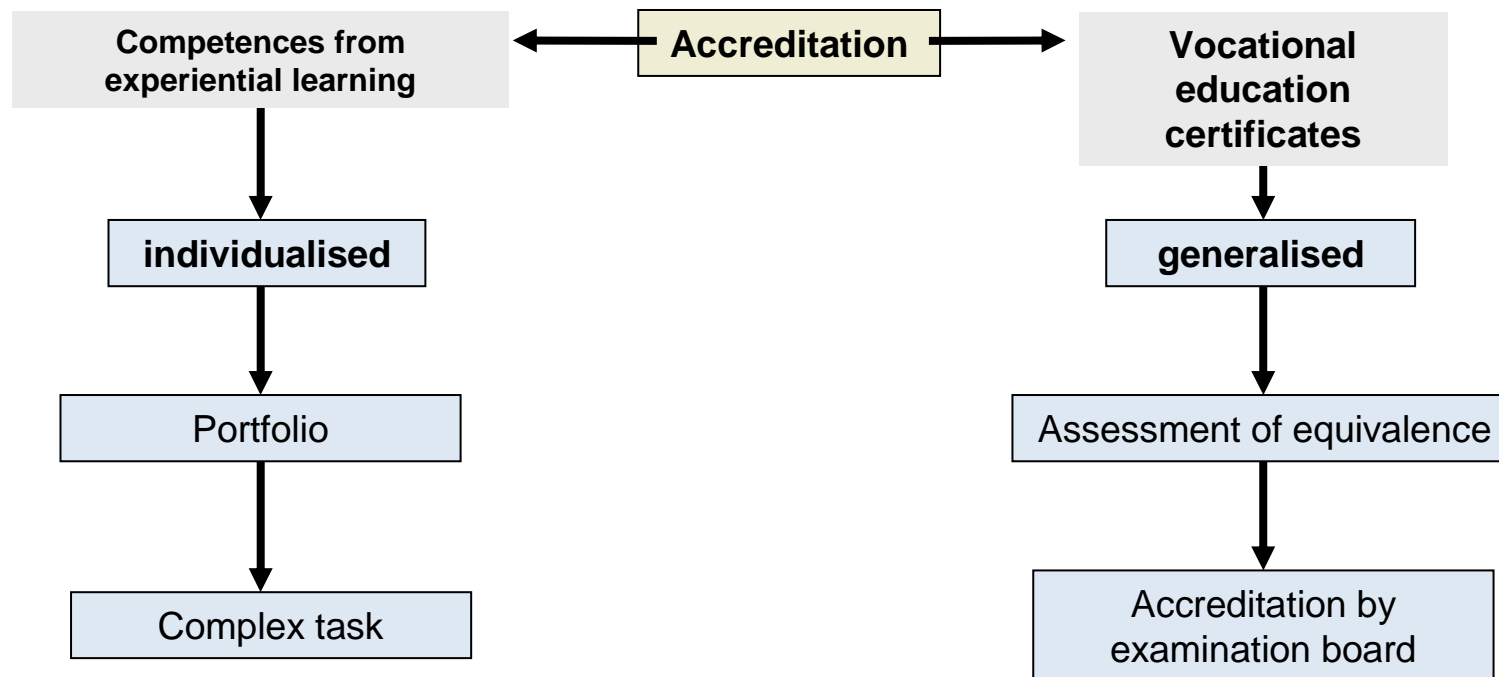 Competences from
experiential learning
Accreditation
Vocational
education
certificates
individualised
generalised
Portfolio
Assessment of equivalence
Complex task
Accreditation by
examination board